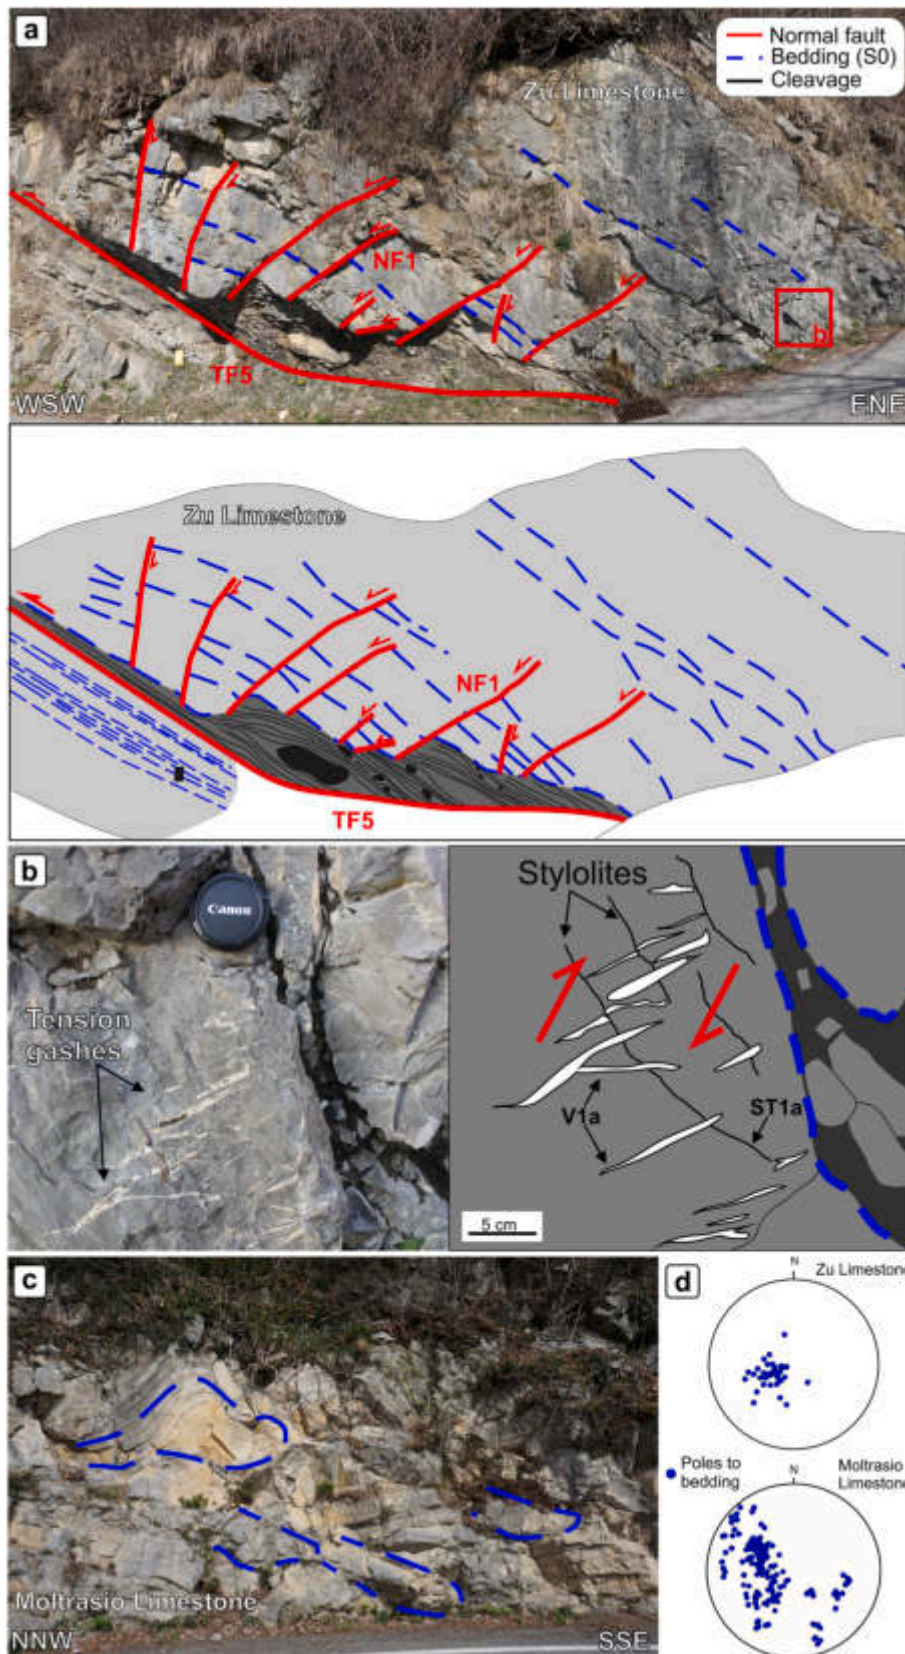 a
Normal fault
Bedding (S0)
Cleavage
Zu Limestone
NF1
b
TF5
WSW
ENE
Zu Limestone
NF1
TF5
b
Canon
Tension
gashes
Stylolites
V1a
ST1a
5 cm
c
Moltrasio Limestone
NNW
SSE
d
N
Zu Limestone
Poles to
bedding
N
Moltrasio
Limestone